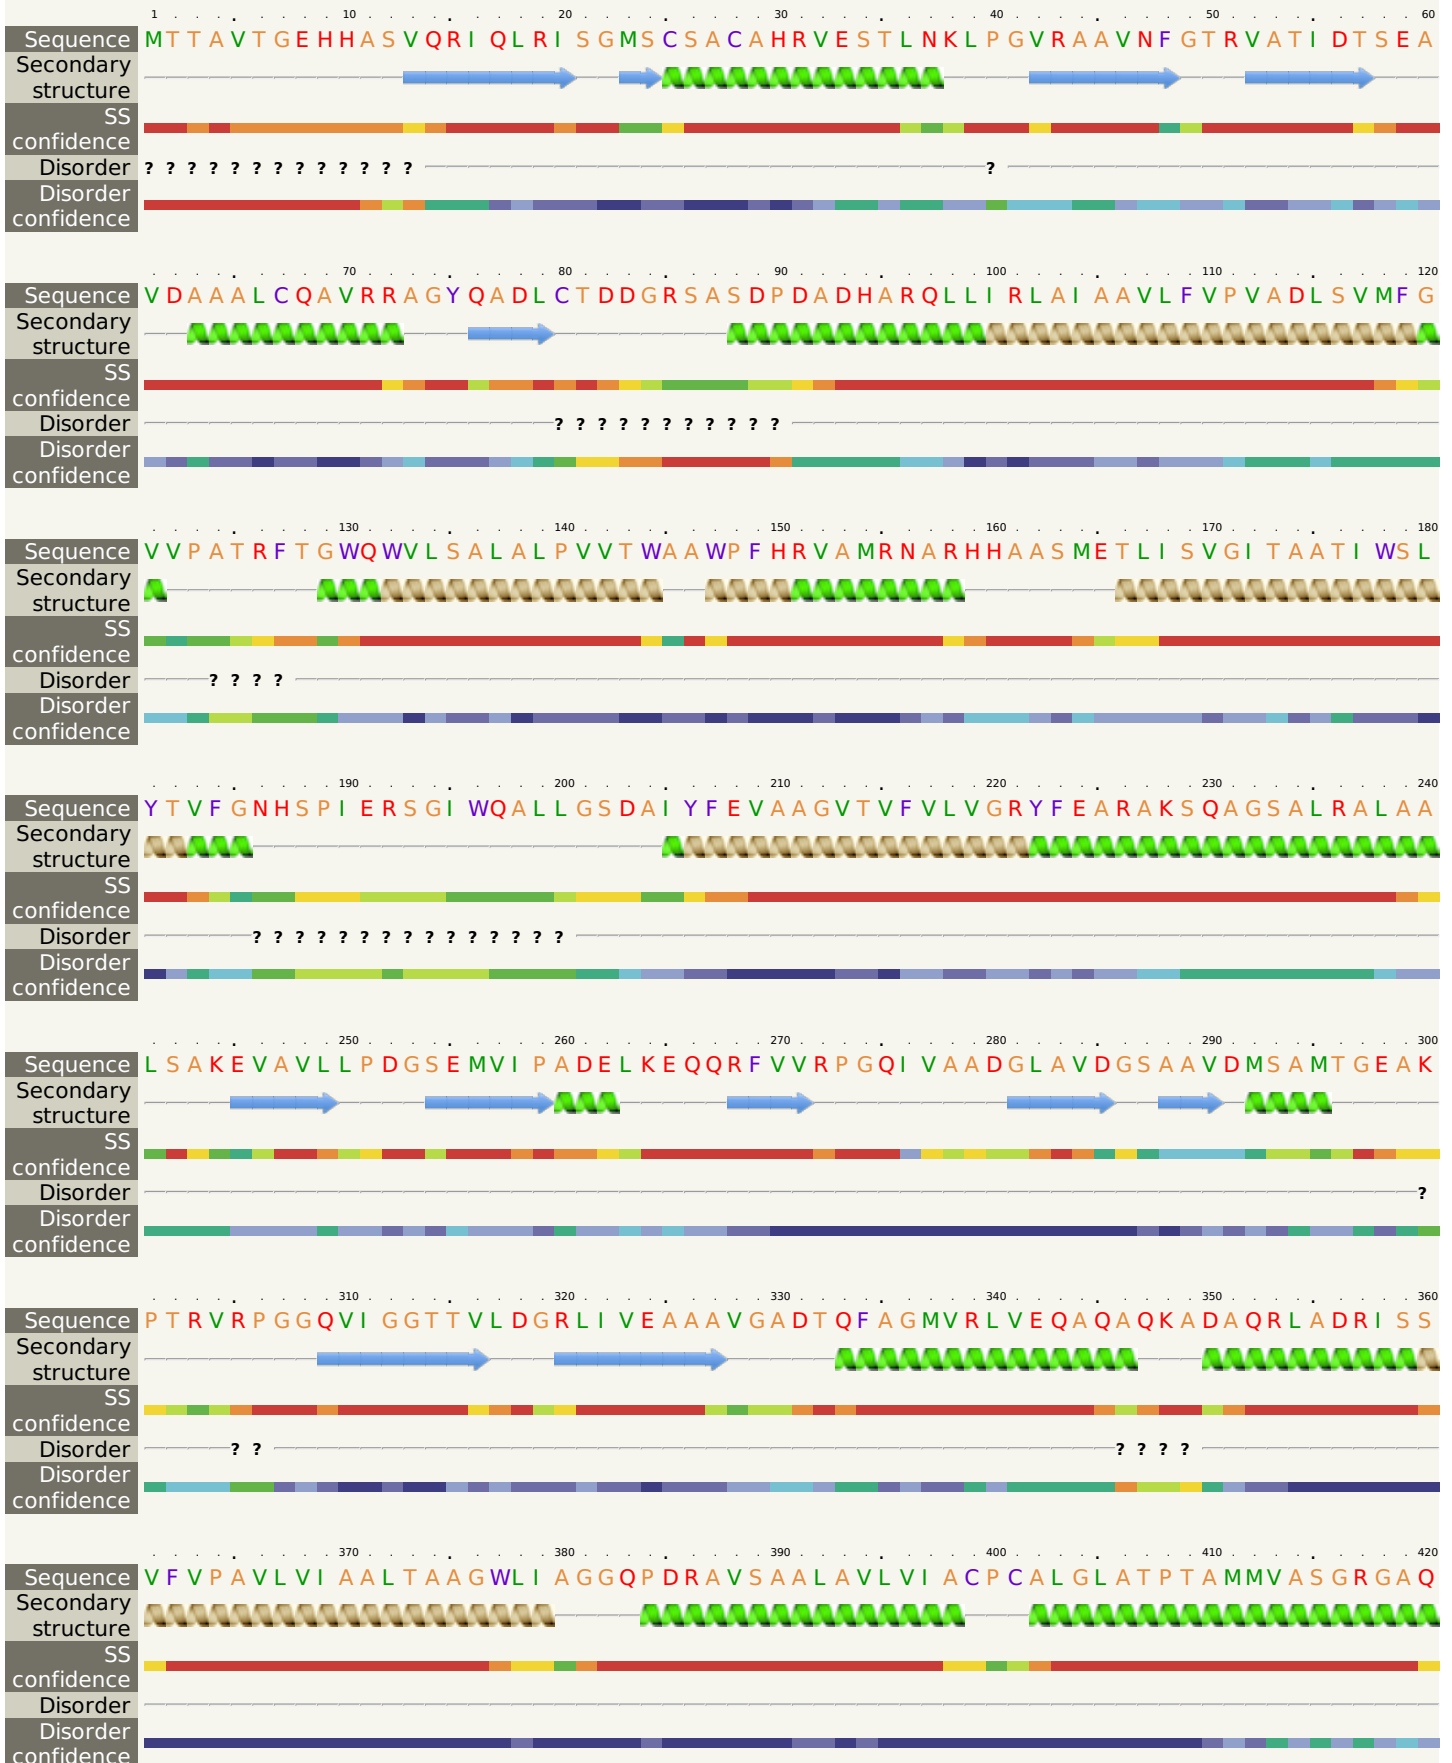 1 10 20 30 40 50 60
Sequence MTTAVTGEHHASVQRIQLRISGMSCSACAHRVESTLNKLPGVRAAVNFGTRVATIDTSEA
Secondary
structure
SS
confidence
Disorder ? ? ? ? ? ? ? ? ? ? ? ? ? ?
Disorder
confidence
70 80 90 100 110 120
Sequence VDAAALCQAVRRAGYQADLCTDDGRSASDPDADHARQLLIRLAIAAVLFVPVADLSVMFG
Secondary
structure
SS
confidence
Disorder ? ? ? ? ? ? ? ? ? ? ?
Disorder
confidence
130 140 150 160 170 180
Sequence VVPATRFTGWQWVLSALALPVVTWAAWPFHRVAMRNARHHAASMETLISVGITAATIWSL
Secondary
structure
SS
confidence
Disorder ? ? ? ?
Disorder
confidence
190 200 210 220 230 240
Sequence YTVFGNHSPIERSGIWQALLGSDAIYFEVAAGVTVFVLVGRYFEARAKSQAGSALRALAA
Secondary
structure
SS
confidence
Disorder ? ? ? ? ? ? ? ? ? ? ? ? ? ? ?
Disorder
confidence
250 260 270 280 290 300
Sequence LSAKEVAVLLPDGSEMVIPADELKEQQRFVVRPGQIVAADGLAVDGSAAVDMSAMTGEAK
Secondary
structure
SS
confidence
Disorder ?
Disorder
confidence
310 320 330 340 350 360
Sequence PTRVRPGGQVIGGTTVLDGRLIVEAAAVGADTQFAGMVRLVEQAQAQKADAQRLADRISS
Secondary
structure
SS
confidence
Disorder ? ? ? ? ? ?
Disorder
confidence
370 380 390 400 410 420
Sequence VFVPAVLVIAALTAAGWLIAGGQPDRAVSAALAVLVIACPCALGLATPTAMMVASGRGAQ
Secondary
structure
SS
confidence
Disorder
Disorder
confidence